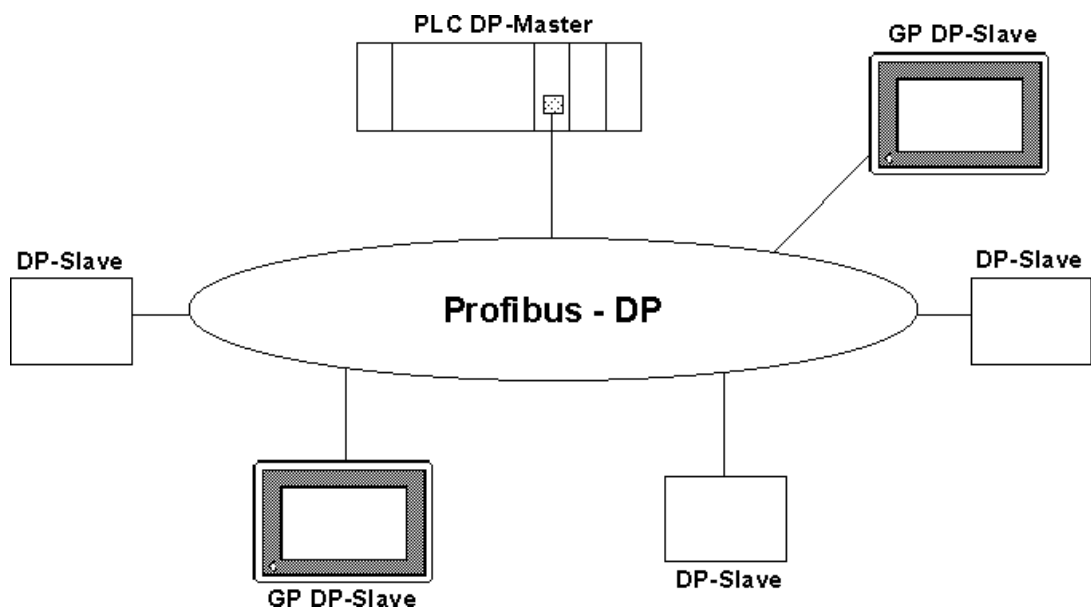 PLC DP-Master
GP DP-Slave
DP-Slave
DP-Slave
Profibus - DP
GP DP-Slave
DP-Slave